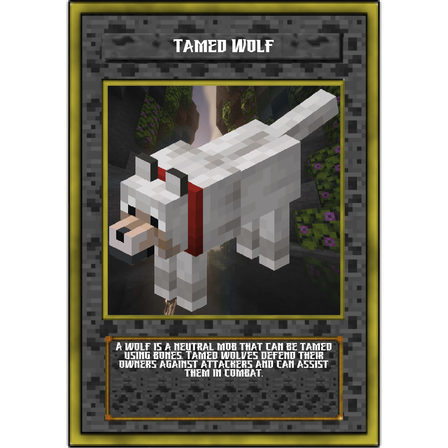 TAMED WOLF
A WOLF IS A NEUTRAL MOB THAT CAN BE TAMED
USING BONES. TAMED WOLVES DEFEND THEIR
OWNERS AGAINST ATTACKERS AND CAN ASSIST
THEM IN COMBAT.